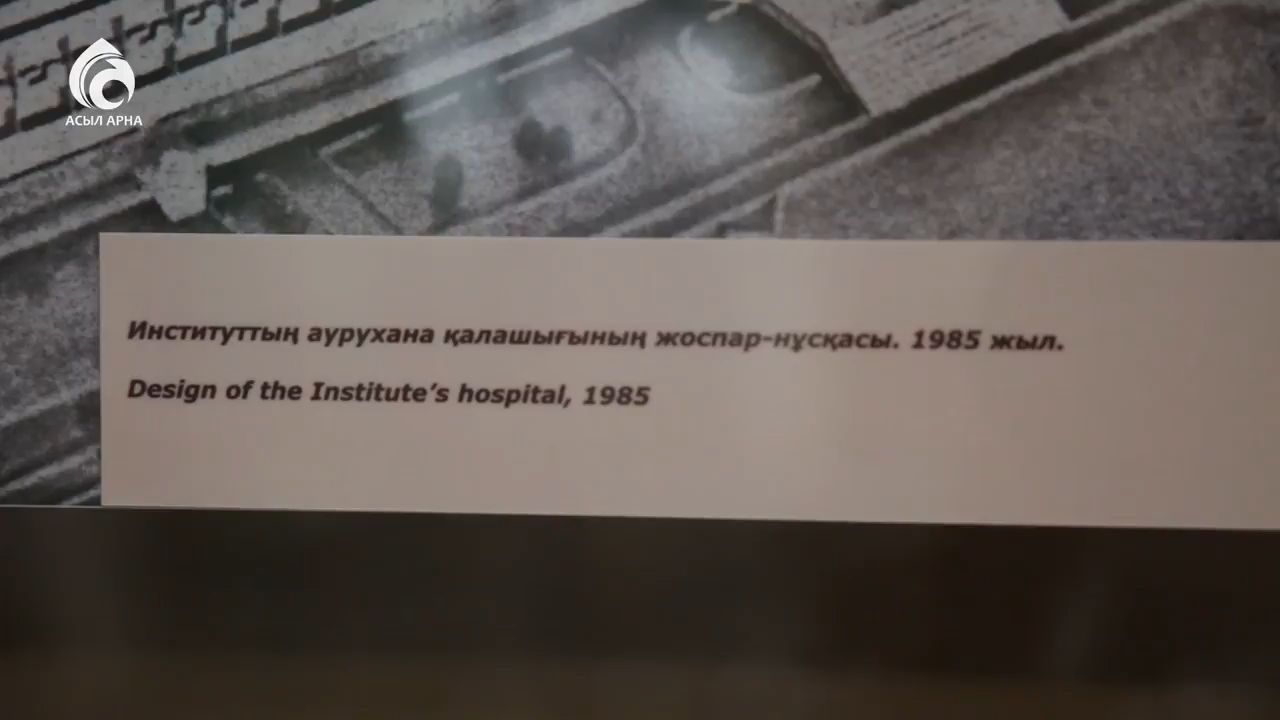 АСЫЛ АРНА
Институттың аурухана қалашығының жоспар-нұсқасы. 1985 жыл.
Design of the Institute’s hospital, 1985